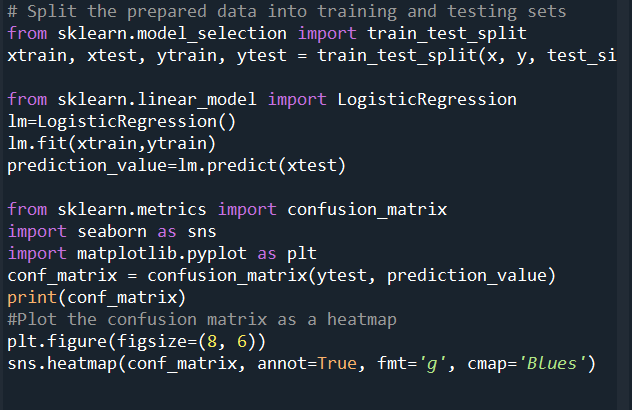 # Split the prepared data into training and testing sets
from sklearn.model_selection import train_test_split
xtrain, xtest, ytrain, ytest = train_test_split(x, y, test_si
from sklearn.linear_model import LogisticRegression
lm=LogisticRegression()
lm.fit(xtrain,ytrain)
prediction_value=lm.predict(xtest)
from sklearn.metrics import confusion_matrix
import seaborn as sns
import matplotlib.pyplot as plt
conf_matrix = confusion_matrix(ytest, prediction_value)
print(conf_matrix)
#Plot the confusion matrix as a heatmap
plt.figure(figsize=(8, 6))
sns.heatmap(conf_matrix, annot=True, fmt='g', cmap='Blues')